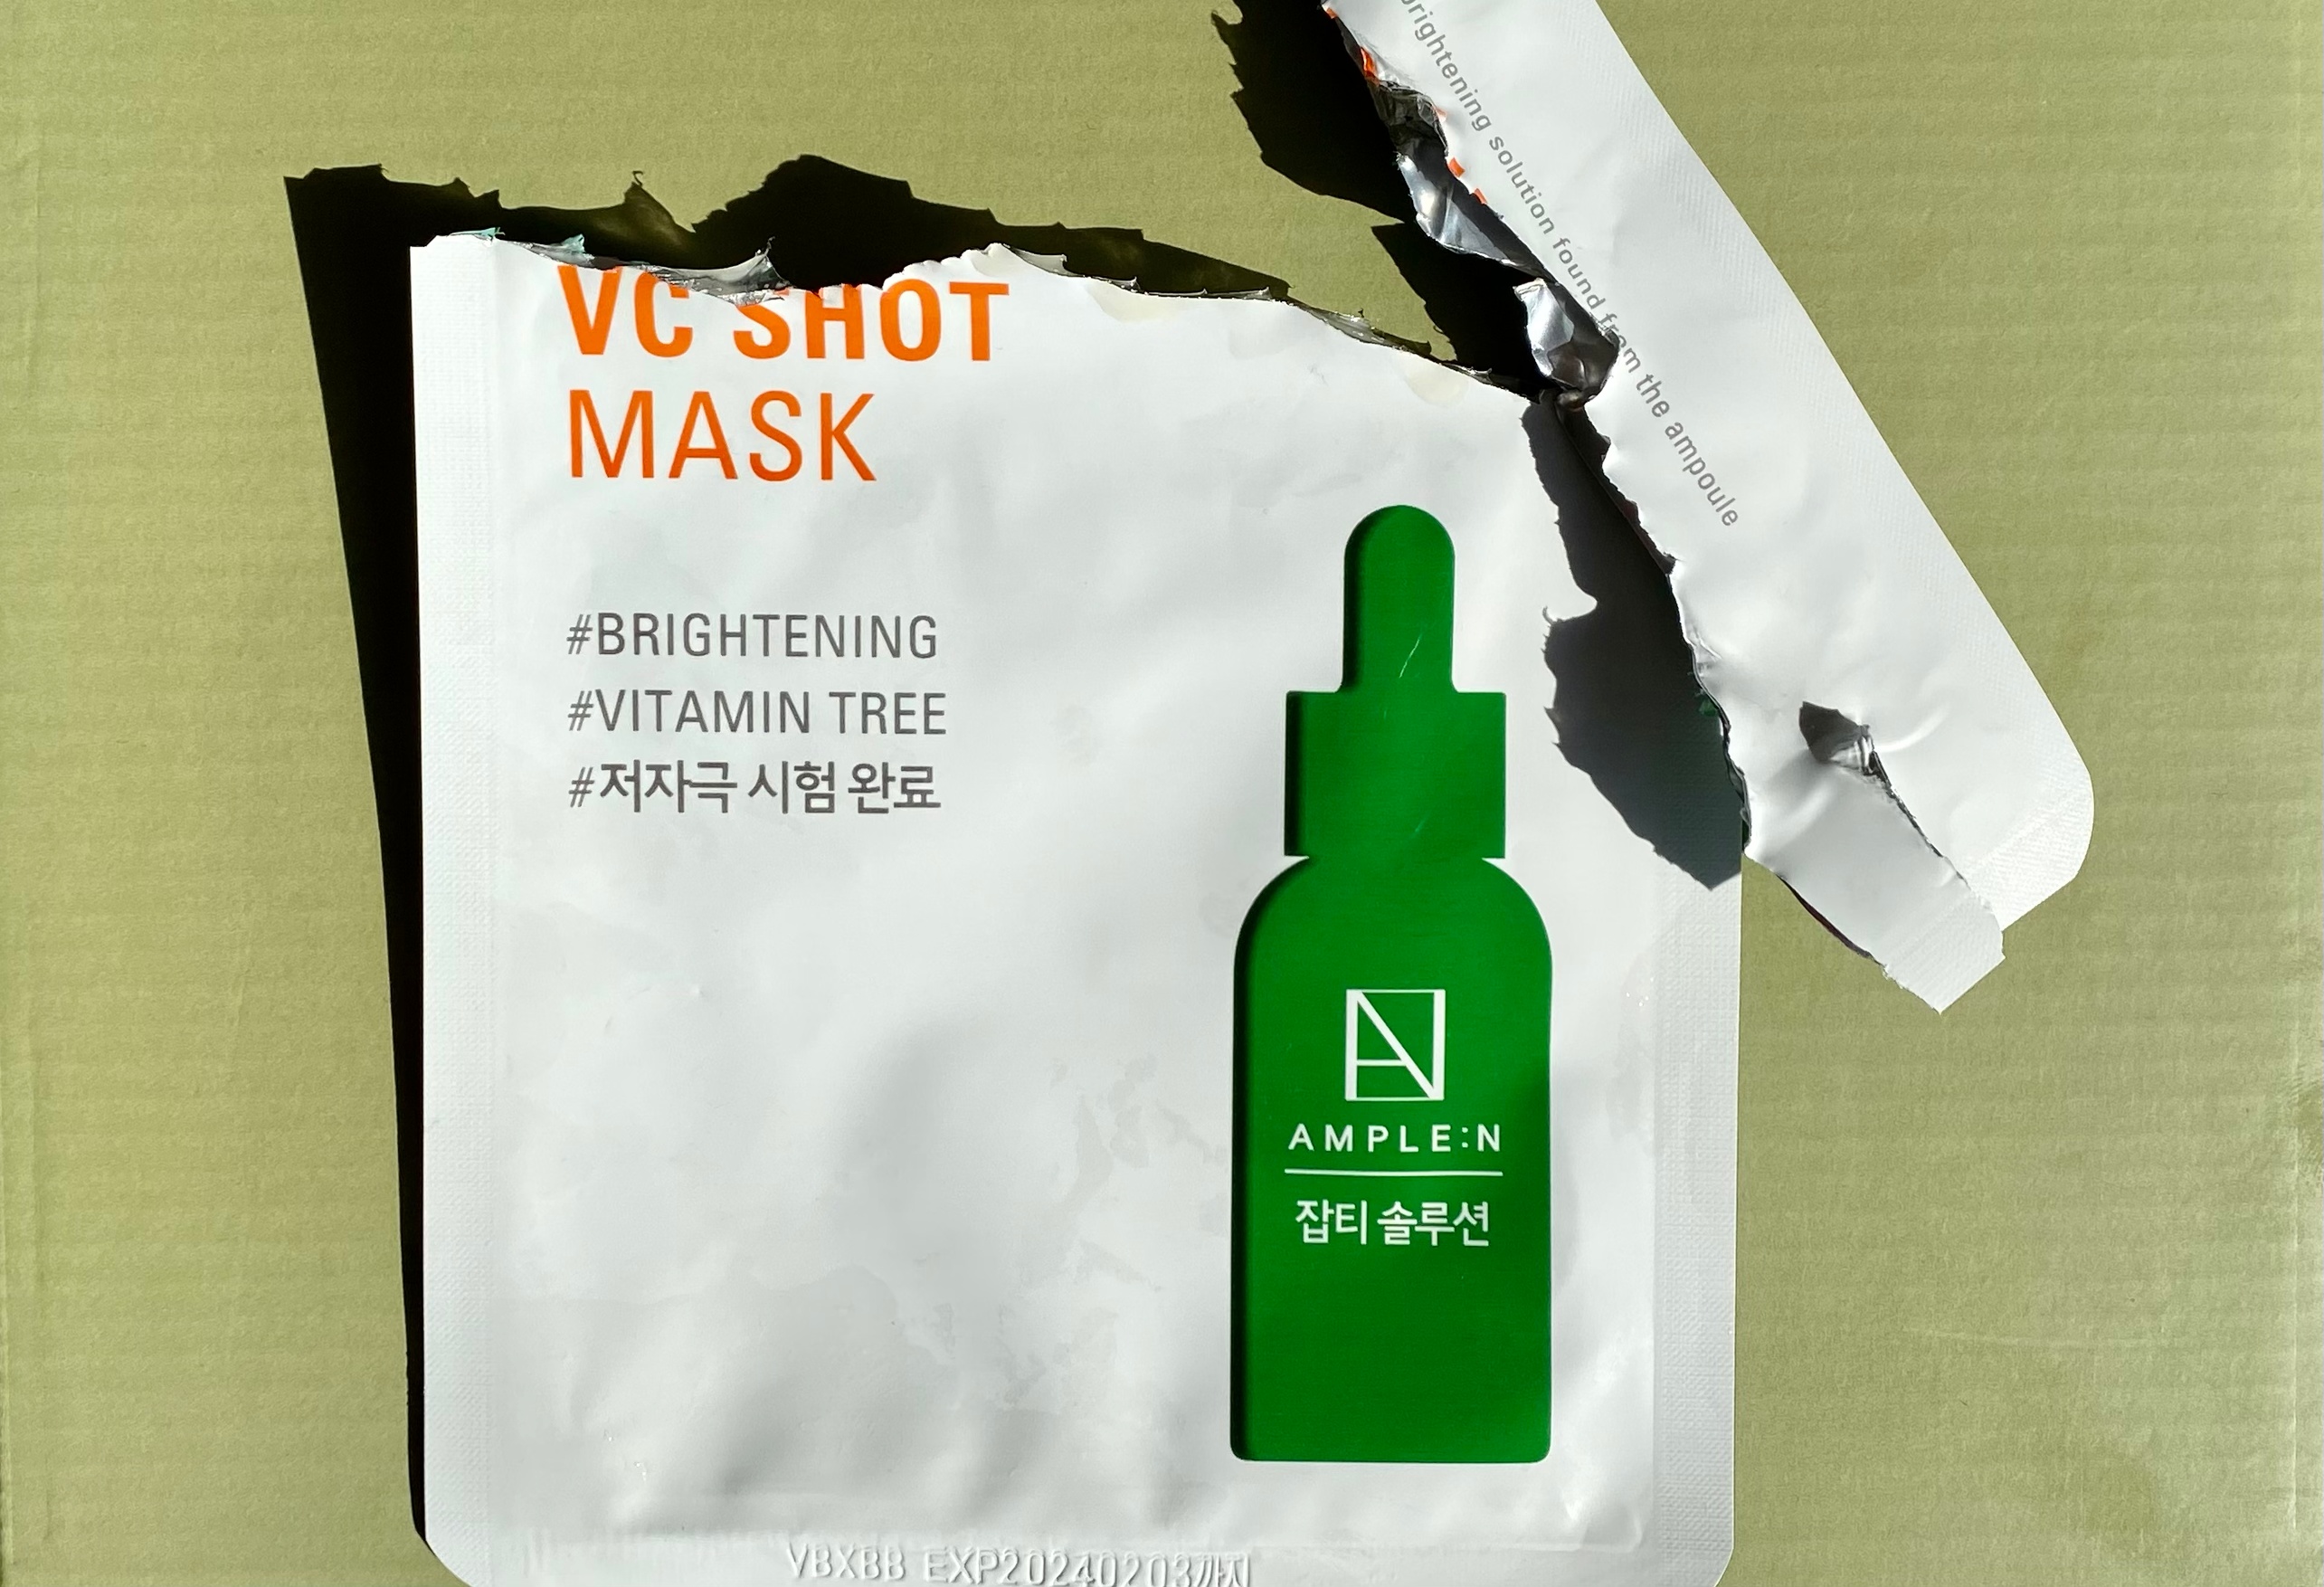 brightening solution found from the ampoule
VC SHOT
MASK
#BRIGHTENING
#VITAMIN TREE
#저자극 시험 완료
AMPLE:N
잡티 솔루션
VBXBB EXP20240203까지